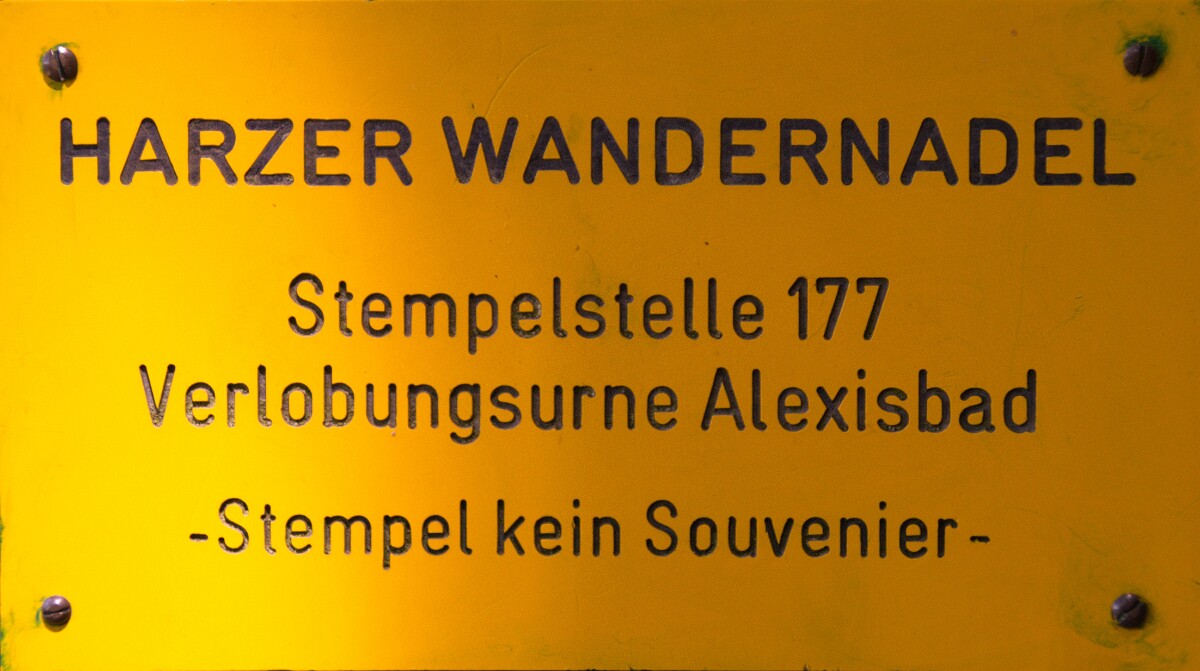 HARZER WANDERNADEL
Stempelstelle 177
Verlobungsurne Alexisbad
-Stempel kein Souvenier-